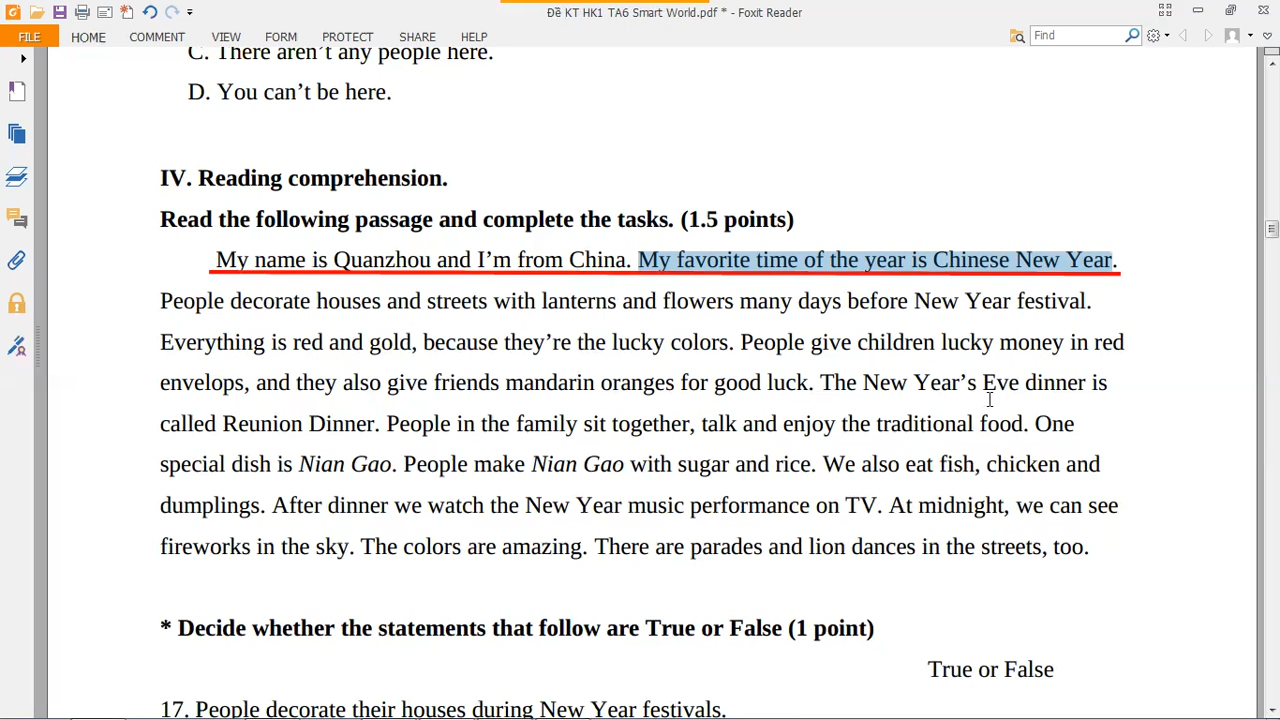 Đề KT HK1 TA6 Smart World.pdf * - Foxit Reader
FILE HOME COMMENT VIEW FORM PROTECT SHARE HELP Find
C. There aren’t any people here.
D. You can’t be here.
IV. Reading comprehension.
Read the following passage and complete the tasks. (1.5 points)
My name is Quanzhou and I’m from China. My favorite time of the year is Chinese New Year.
People decorate houses and streets with lanterns and flowers many days before New Year festival.
Everything is red and gold, because they’re the lucky colors. People give children lucky money in red
envelops, and they also give friends mandarin oranges for good luck. The New Year’s Eve dinner is
called Reunion Dinner. People in the family sit together, talk and enjoy the traditional food. One
special dish is Nian Gao. People make Nian Gao with sugar and rice. We also eat fish, chicken and
dumplings. After dinner we watch the New Year music performance on TV. At midnight, we can see
fireworks in the sky. The colors are amazing. There are parades and lion dances in the streets, too.
* Decide whether the statements that follow are True or False (1 point)
True or False
17. People decorate their houses during New Year festivals.